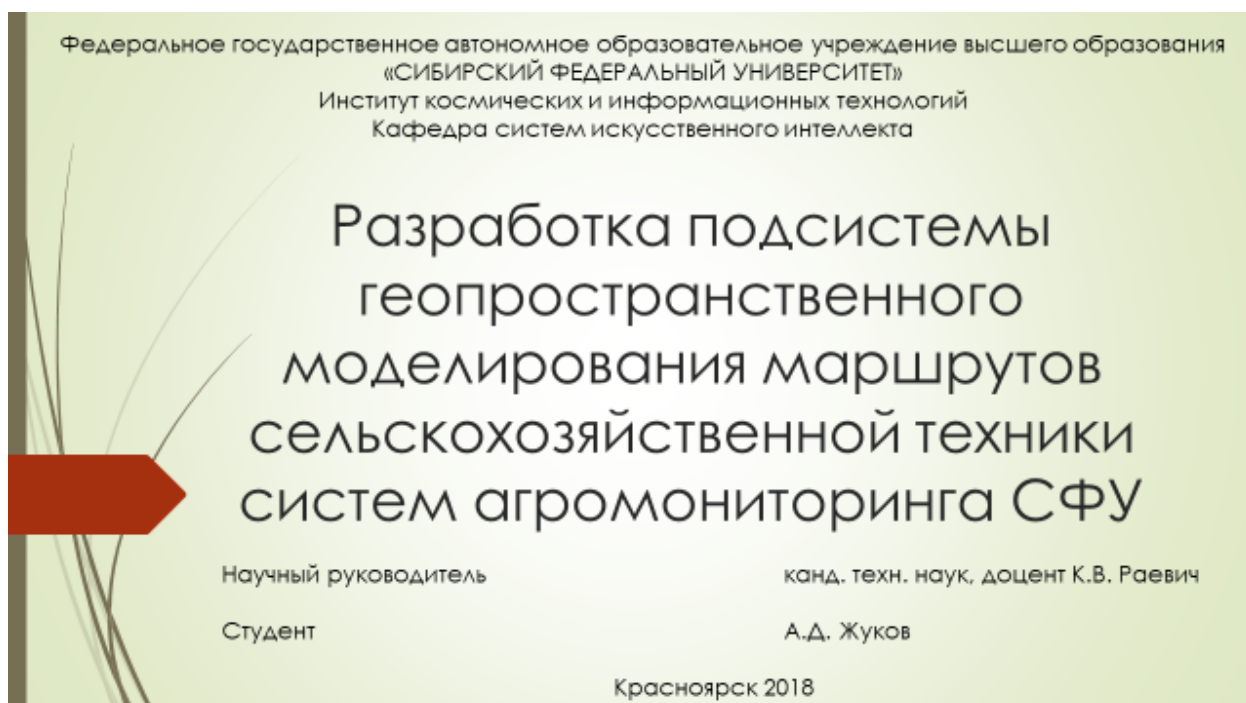 Федеральное государственное автономное образовательное учреждение высшего образования
«СИБИРСКИЙ ФЕДЕРАЛЬНЫЙ УНИВЕРСИТЕТ»
Институт космических и информационных технологий
Кафедра систем искусственного интеллекта
Разработка подсистемы
геопространственного
моделирования маршрутов
сельскохозяйственной техники
систем агромониторинга СФУ
Научный руководитель канд. техн. наук, доцент К.В. Раевич
Студент А.Д. Жуков
Красноярск 2018